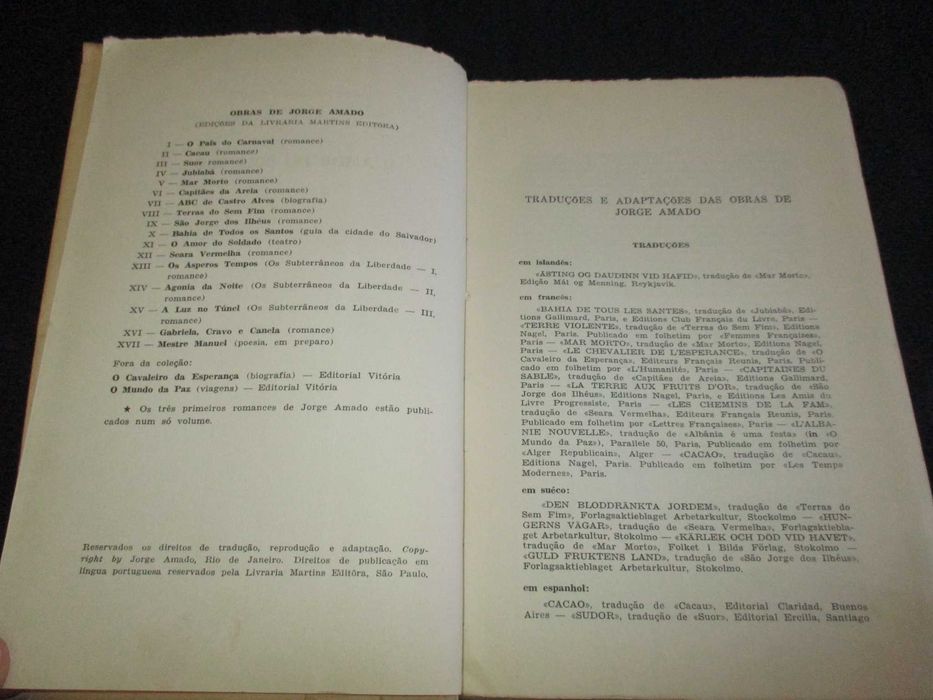 OBRAS DE JORGE AMADO
(EDIÇÕES DA LIVRARIA MARTINS EDITORA)
I — O País do Carnaval (romance)
II — Cacau (romance)
III — Suor romance)
IV — Jubiabá (romance)
V — Mar Morto (romance)
VI — Capitães da Areia (romance)
VII — ABC de Castro Alves (biografia)
VIII — Terras do Sem Fim (romance)
IX — São Jorge dos Ilhéus (romance)
X — Bahia de Todos os Santos (guia da cidade do Salvador)
XI — O Amor do Soldado (teatro)
XII — Seara Vermelha (romance)
XIII — Os Asperos Tempos (Os Subterrâneos da Liberdade — I,
romance)
XIV — Agonia da Noite (Os Subterrâneos da Liberdade — II,
romance)
XV — A Luz no Túnel (Os Subterrâneos da Liberdade — III,
romance)
XVI — Gabriela, Cravo e Canela (romance)
XVII — Mestre Manuel (poesia, em preparo)
Fora da coleção:
O Cavaleiro da Esperança (biografia) — Editorial Vitória
O Mundo da Paz (viagens) — Editorial Vitória
★ Os três primeiros romances de Jorge Amado estão publi-
cados num só volume.
Reservados os direitos de tradução, reprodução e adaptação. Copy-
right by Jorge Amado, Rio de Janeiro. Direitos de publicação em
língua portuguesa reservados pela Livraria Martins Editôra, São Paulo.
TRADUÇÕES E ADAPTAÇÕES DAS OBRAS DE
JORGE AMADO
TRADUÇÕES
em islandês:
«ASTING OG DAUDINN VID HAFID», tradução de «Mar Morto»,
Edição Mál og Menning, Reykjavik.
em francês:
«BAHIA DE TOUS LES SANTES», tradução de «Jubiabá», Edi-
tions Gallimard, Paris, e Editions Club Français du Livre, Paris —
«TERRE VIOLENTE», tradução de «Terras do Sem Fim», Editions
Nagel, Paris. Publicado em folhetim por «Femmes Françaises»,
Paris — «MAR MORTO», tradução de «Mar Morto», Editions Nagel,
Paris — «LE CHEVALIER DE L'ESPERANCE», tradução de «O
Cavaleiro da Esperança», Editeurs Français Reunis, Paris. Publi-
cado em folhetim por «L'Humanité», Paris — «CAPITAINES DU
SABLE», tradução de «Capitães de Areia», Editions Gallimard,
Paris — «LA TERRE AUX FRUITS D'OR», tradução de «São
Jorge dos Ilhéus», Editions Nagel, Paris, e Editions Les Amis du
Livre Progressiste, Paris — «LES CHEMINS DE LA FAM»,
tradução de «Seara Vermelha», Editeurs Français Reunis, Paris.
Publicado em folhetim por «Lettres Françaises», Paris — «L'ALBA-
NIE NOUVELLE», tradução de «Albânia é uma festa» (in «O
Mundo da Paz»), Parallele 50, Paris, Publicado em folhetim por
«Alger Republicain», Alger — «CACAO», tradução de «Cacau»,
Editions Nagel, Paris. Publicado em folhetim por «Les Temps
Modernes», Paris.
em suéco:
«DEN BLODDRÄNKTA JORDEM», tradução de «Terras do
Sem Fim», Forlagsaktieblaget Arbetarkultur, Stockolmo — «HUN-
GERNS VÄGAR», tradução de «Seara Vermelha», Forlagsaktiebla-
get Arbetarkultur, Stokolmo — «KÄRLEK OCH DÖD VID HAVET»,
tradução de «Mar Morto», Folket i Bilds Förlag, Stokolmo —
«GULD FRUKTENS LAND», tradução de «São Jorge dos Ilhéus»,
Forlagsaktieblaget Arbetarkultur, Stokolmo.
em espanhol:
«CACAO», tradução de «Cacau», Editorial Claridad, Buenos
Aires — «SUDOR», tradução de «Suor», Editorial Ercilla, Santiago